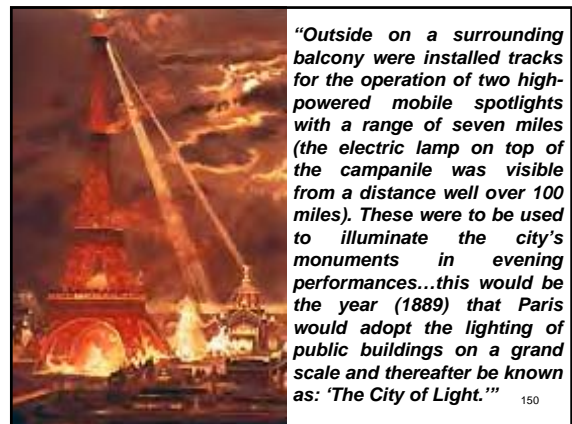 “Outside on a surrounding
balcony were installed tracks
for the operation of two high-
powered mobile spotlights
with a range of seven miles
(the electric lamp on top of
the campanile was visible
from a distance well over 100
miles). These were to be used
to illuminate the city’s
monuments in evening
performances…this would be
the year (1889) that Paris
would adopt the lighting of
public buildings on a grand
scale and thereafter be known
as: ‘The City of Light.’”
150